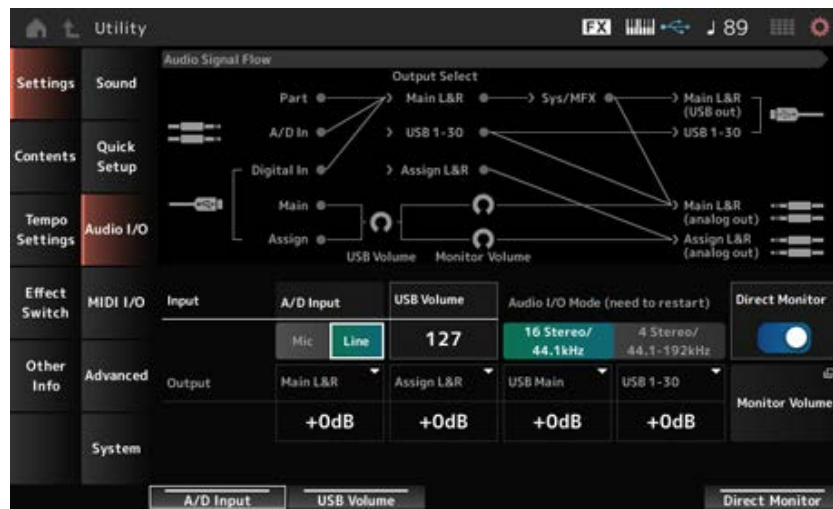 Utility
FX
89
Settings
Contents
Tempo
Settings
Effect
Switch
Other
Info
Sound
Quick
Setup
Audio I/O
MIDI I/O
Advanced
System
Audio Signal Flow
Output Select
Part
Main L&R
Sys/MFX
Main L&R
(USB out)
A/D In
USB 1-30
USB 1-30
Digital In
Assign L&R
Main
Main L&R
(analog out)
Assign
Assign L&R
(analog out)
USB Volume
Monitor Volume
Input
A/D Input
USB Volume
Audio I/O Mode (need to restart)
Direct Monitor
Mic
Line
127
16 Stereo/
44.1kHz
4 Stereo/
44.1-192kHz
Output
Main L&R
Assign L&R
USB Main
USB 1-30
Monitor Volume
+0dB
+0dB
+0dB
+0dB
A/D Input
USB Volume
Direct Monitor